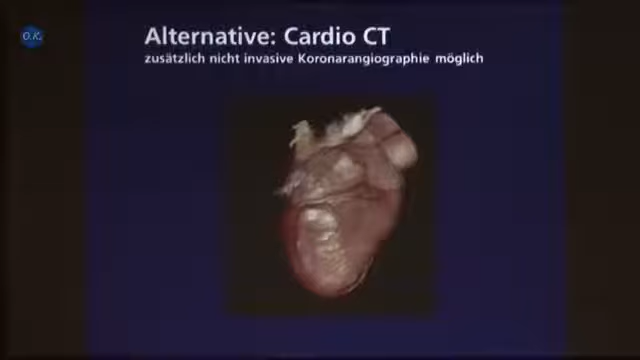 O.K.
Alternative: Cardio CT
zusätzlich nicht invasive Koronarangiographie möglich